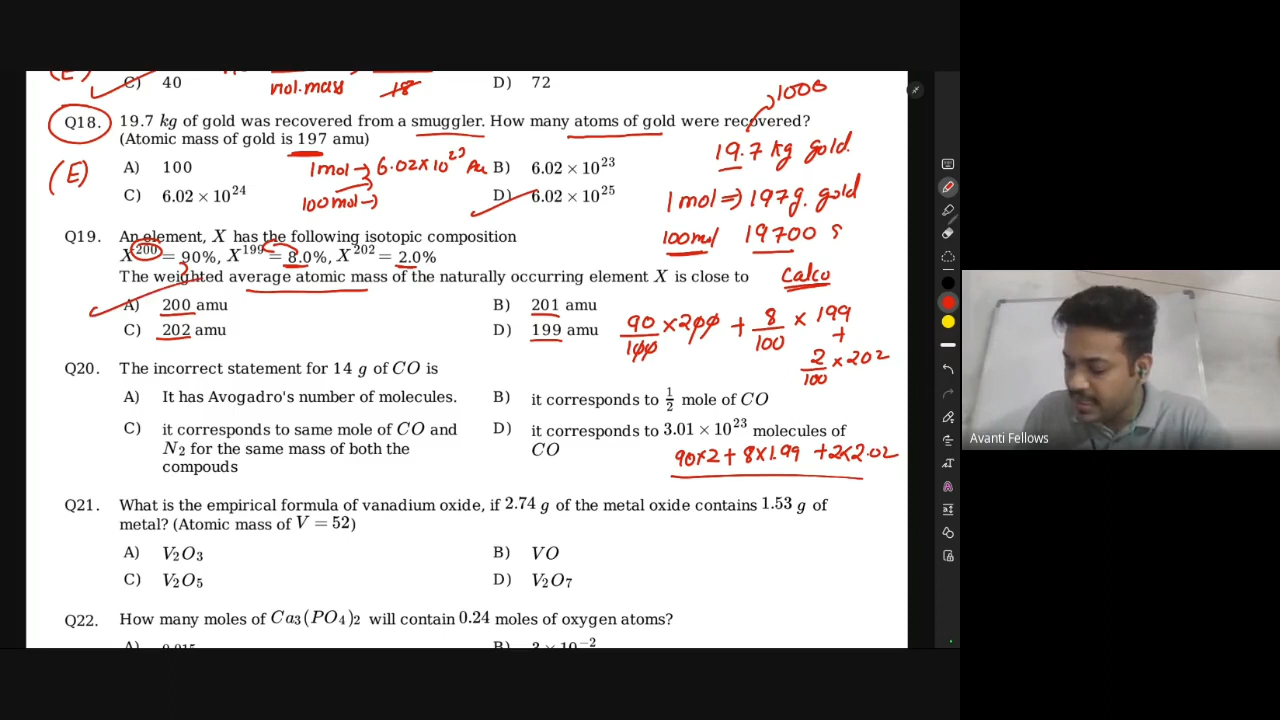 (E)
C) 40
mol.mass
18
D) 72
1000
Q18. 19.7 kg of gold was recovered from a smuggler. How many atoms of gold were recovered?
(Atomic mass of gold is 197 amu)
19.7 kg gold.
(E)
A) 100
1 mol → 6.02×10²³ Au
B) 6.02 × 10²³
C) 6.02 × 10²⁴
100 mol →
D) 6.02 × 10²⁵
1 mol ⇒ 197 g. gold
100 mol 19700 g
Q19. An element, X has the following isotopic composition
X²⁰⁰ = 90%, X¹⁹⁹ = 8.0%, X²⁰² = 2.0%
The weighted average atomic mass of the naturally occurring element X is close to
Calcu
A) 200 amu
B) 201 amu
C) 202 amu
D) 199 amu
90/100 × 200 + 8/100 × 199
+
2/100 × 202
Q20. The incorrect statement for 14 g of CO is
A) It has Avogadro's number of molecules.
B) it corresponds to 1/2 mole of CO
C) it corresponds to same mole of CO and
N₂ for the same mass of both the
compouds
D) it corresponds to 3.01 × 10²³ molecules of
CO
90×2 + 8×1.99 + 2×2.02
Q21. What is the empirical formula of vanadium oxide, if 2.74 g of the metal oxide contains 1.53 g of
metal? (Atomic mass of V = 52)
A) V₂O₃
B) VO
C) V₂O₅
D) V₂O₇
Q22. How many moles of Ca₃(PO₄)₂ will contain 0.24 moles of oxygen atoms?
A) 0.015
B) 2 × 10⁻²
Avanti Fellows